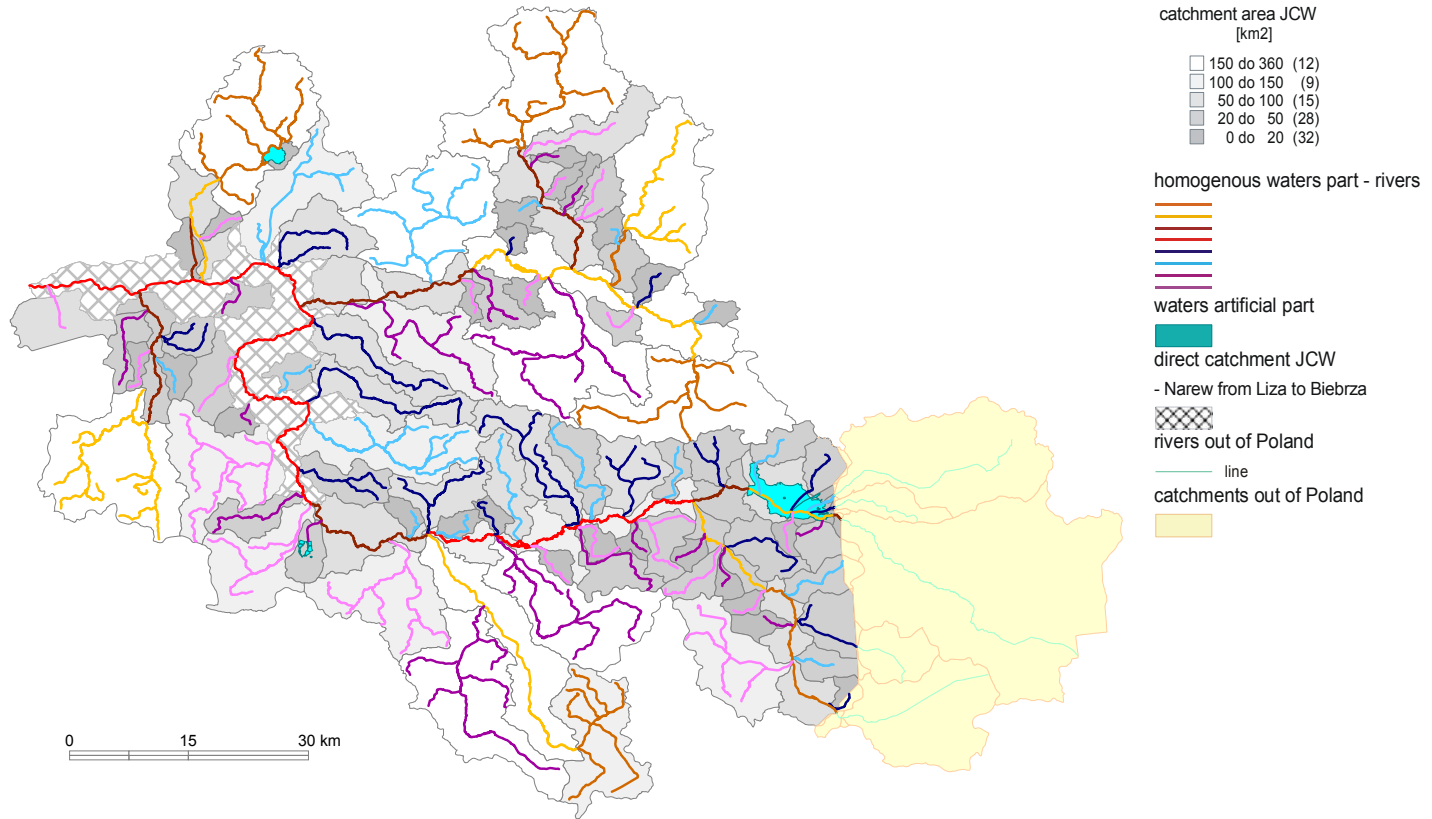 catchment area JCW
[km2]
150 do 360 (12)
100 do 150 (9)
50 do 100 (15)
20 do 50 (28)
0 do 20 (32)
homogenous waters part - rivers
waters artificial part
direct catchment JCW
- Narew from Liza to Biebrza
rivers out of Poland
line
catchments out of Poland
0 15 30 km